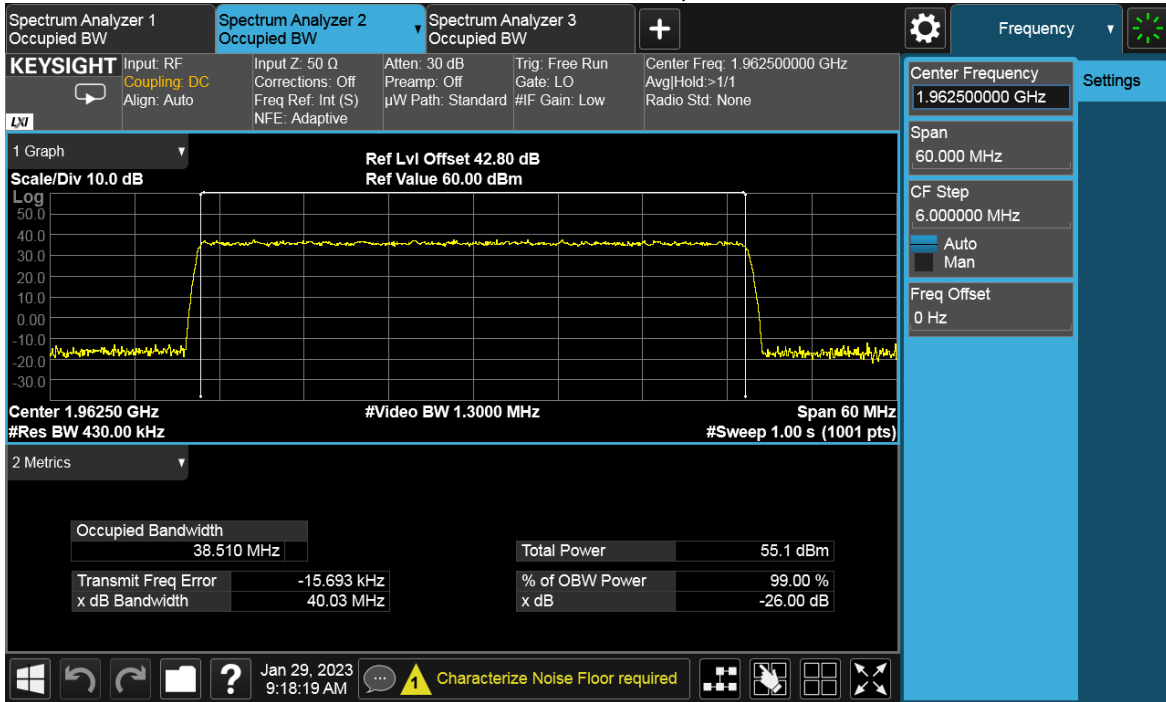 Spectrum Analyzer 1
Occupied BW
Spectrum Analyzer 2
Occupied BW
Spectrum Analyzer 3
Occupied BW
Frequency
KEYSIGHT
LXI
Input: RF
Coupling: DC
Align: Auto
Input Z: 50 Ω
Corrections: Off
Freq Ref: Int (S)
NFE: Adaptive
Atten: 30 dB
Preamp: Off
µW Path: Standard
Trig: Free Run
Gate: LO
#IF Gain: Low
Center Freq: 1.962500000 GHz
Avg|Hold:>1/1
Radio Std: None
Center Frequency
1.962500000 GHz
Settings
Span
60.000 MHz
CF Step
6.000000 MHz
Auto
Man
Freq Offset
0 Hz
1 Graph
Scale/Div 10.0 dB
Ref Lvl Offset 42.80 dB
Ref Value 60.00 dBm
Log
50.0
40.0
30.0
20.0
10.0
0.00
-10.0
-20.0
-30.0
Center 1.96250 GHz
#Res BW 430.00 kHz
#Video BW 1.3000 MHz
Span 60 MHz
#Sweep 1.00 s (1001 pts)
2 Metrics
Occupied Bandwidth
38.510 MHz
Total Power 55.1 dBm
Transmit Freq Error -15.693 kHz
% of OBW Power 99.00 %
x dB Bandwidth 40.03 MHz
x dB -26.00 dB
?
Jan 29, 2023
9:18:19 AM
1
Characterize Noise Floor required